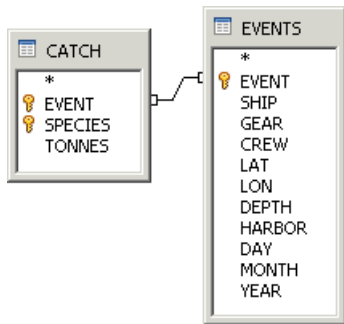 CATCH
*
EVENT
SPECIES
TONNES
EVENTS
*
EVENT
SHIP
GEAR
CREW
LAT
LON
DEPTH
HARBOR
DAY
MONTH
YEAR